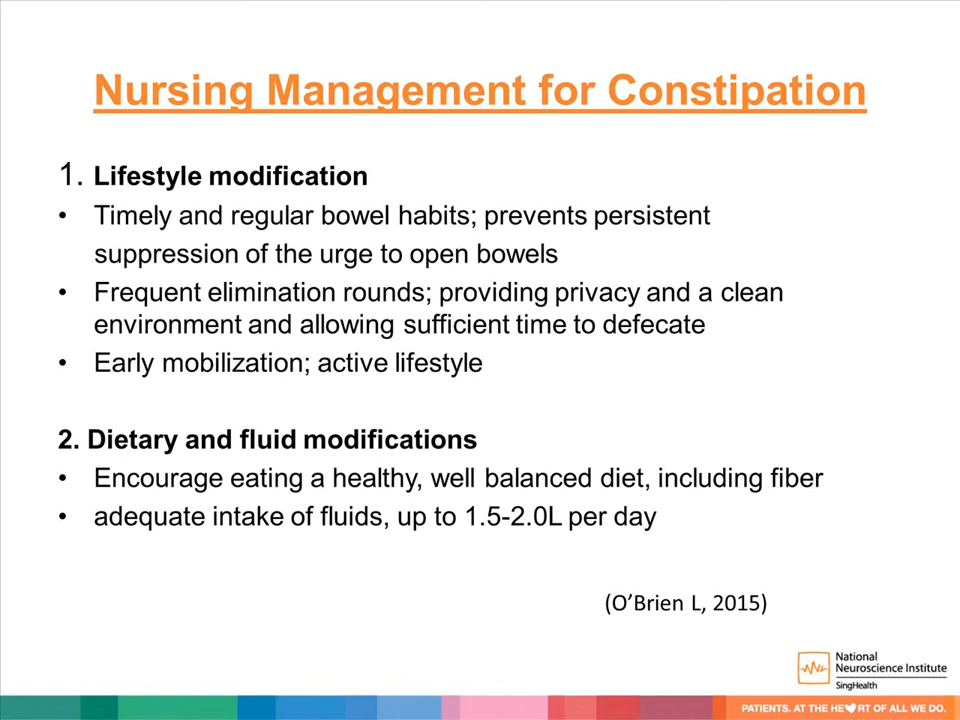 Nursing Management for Constipation
1. Lifestyle modification
• Timely and regular bowel habits; prevents persistent
suppression of the urge to open bowels
• Frequent elimination rounds; providing privacy and a clean
environment and allowing sufficient time to defecate
• Early mobilization; active lifestyle
2. Dietary and fluid modifications
• Encourage eating a healthy, well balanced diet, including fiber
• adequate intake of fluids, up to 1.5-2.0L per day
(O’Brien L, 2015)
National
Neuroscience Institute
SingHealth
PATIENTS. AT THE HE♥RT OF ALL WE DO.